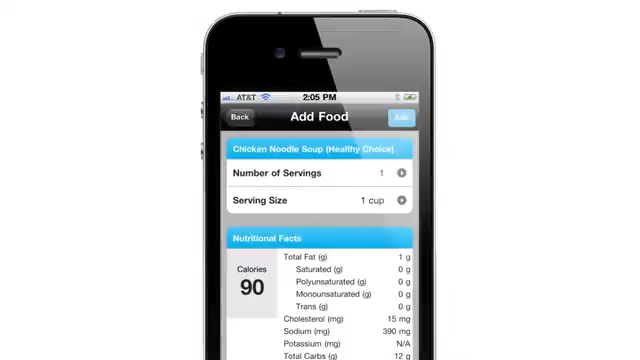 AT&T 2:05 PM
Back Add Food Add
Chicken Noodle Soup (Healthy Choice)
Number of Servings 1
Serving Size 1 cup
Nutritional Facts
Calories
90
Total Fat (g) 1 g
Saturated (g) 0 g
Polyunsaturated (g) 0 g
Monounsaturated (g) 0 g
Trans (g) 0 g
Cholesterol (mg) 15 mg
Sodium (mg) 390 mg
Potassium (mg) N/A
Total Carbs (g) 12 g